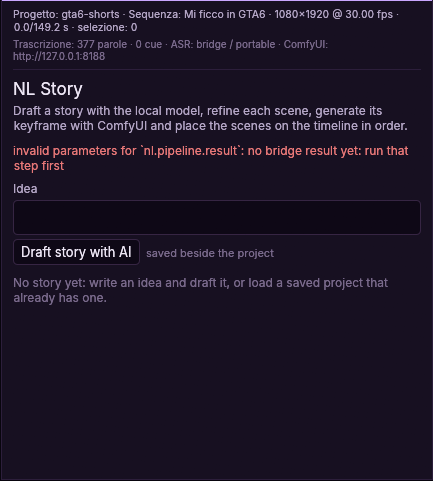 Progetto: gta6-shorts · Sequenza: Mi ficco in GTA6 · 1080×1920 @ 30.00 fps ·
0.0/149.2 s · selezione: 0
Trascrizione: 377 parole · 0 cue · ASR: bridge / portable · ComfyUI:
http://127.0.0.1:8188
NL Story
Draft a story with the local model, refine each scene, generate its
keyframe with ComfyUI and place the scenes on the timeline in order.
invalid parameters for `nl.pipeline.result`: no bridge result yet: run that
step first
Idea
Draft story with AI
saved beside the project
No story yet: write an idea and draft it, or load a saved project that
already has one.